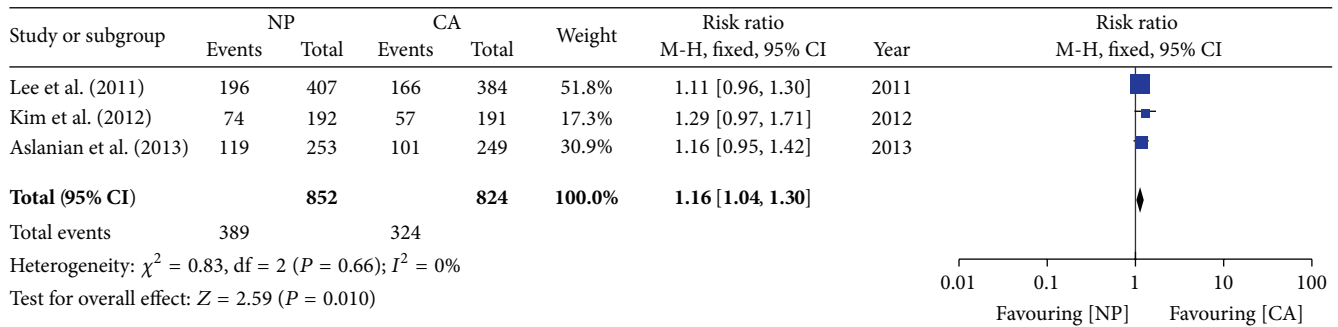 Study or subgroup NP CA Weight Risk ratio Year Risk ratio
Events Total Events Total M-H, fixed, 95% CI M-H, fixed, 95% CI
Lee et al. (2011) 196 407 166 384 51.8% 1.11 [0.96, 1.30] 2011
Kim et al. (2012) 74 192 57 191 17.3% 1.29 [0.97, 1.71] 2012
Aslanian et al. (2013) 119 253 101 249 30.9% 1.16 [0.95, 1.42] 2013
Total (95% CI) 852 824 100.0% 1.16 [1.04, 1.30]
Total events 389 324
Heterogeneity: χ² = 0.83, df = 2 (P = 0.66); I² = 0%
Test for overall effect: Z = 2.59 (P = 0.010)
0.01 0.1 1 10 100
Favouring [NP] Favouring [CA]